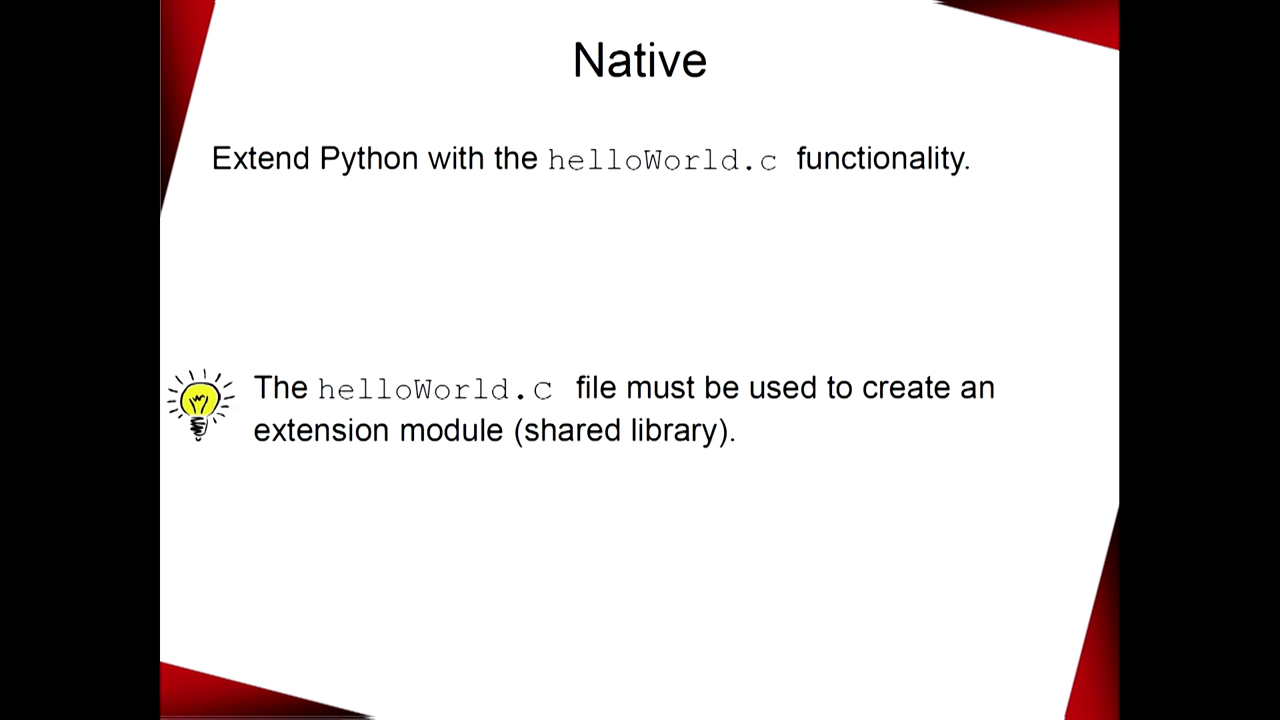 Native
Extend Python with the helloWorld.c functionality.
The helloWorld.c file must be used to create an
extension module (shared library).